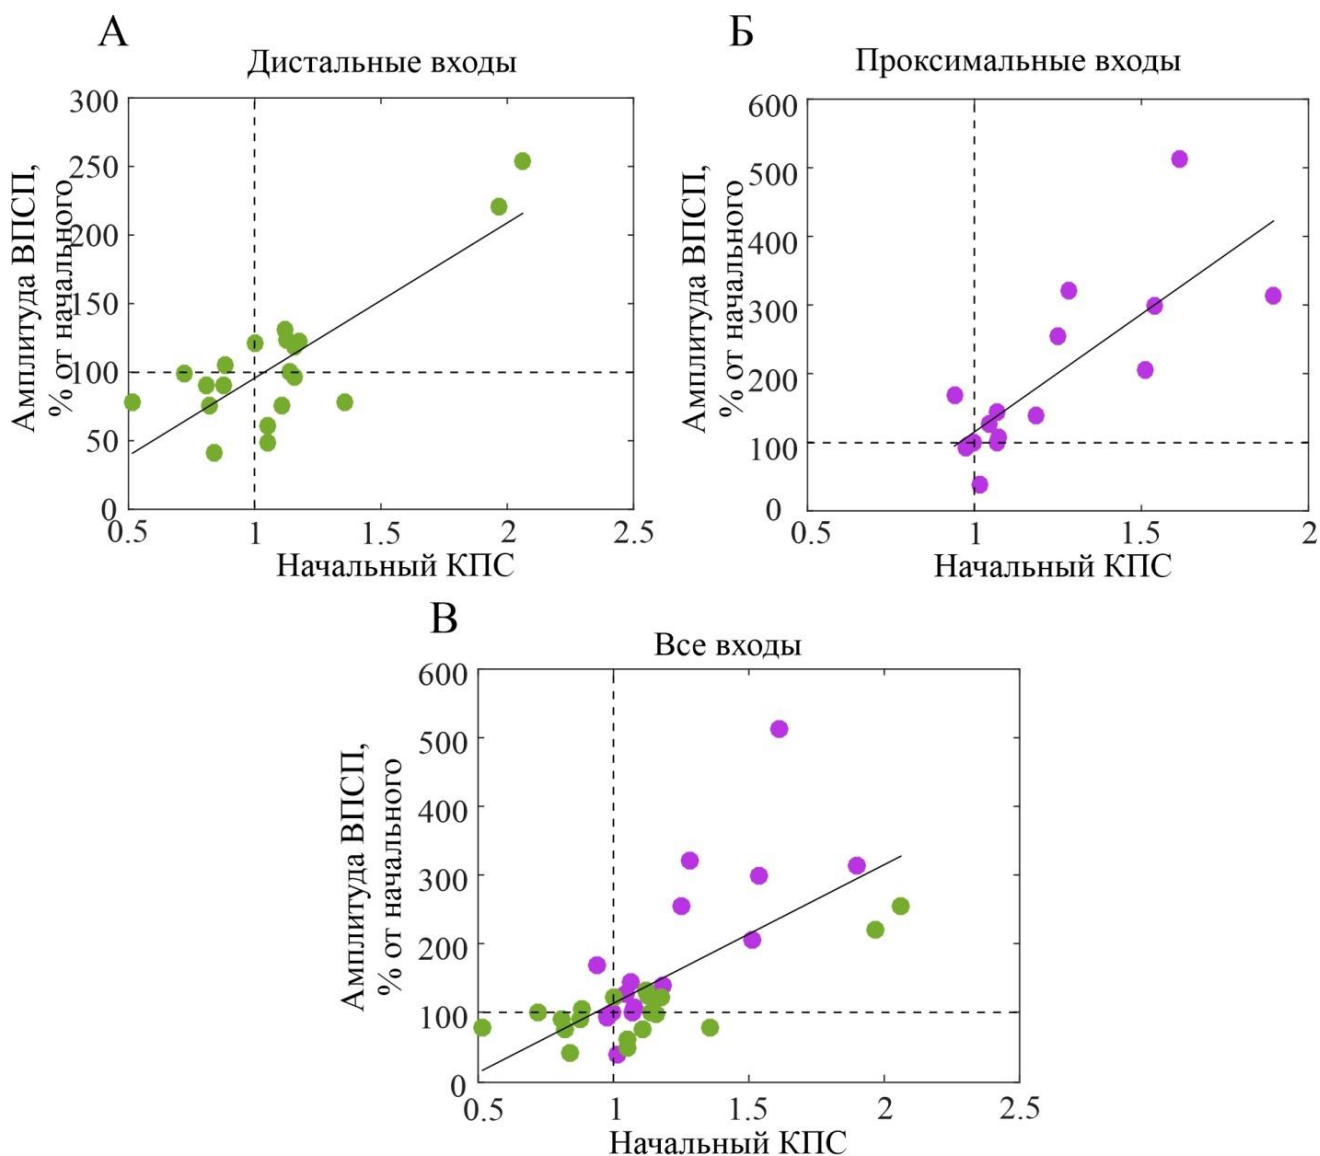 А
Дистальные входы
300
250
200
150
100
50
0
0.5
1
1.5
2
2.5
Амплитуда ВПСП,
% от начального
Начальный КПС
Б
Проксимальные входы
600
500
400
300
200
100
0
0.5
1
1.5
2
Амплитуда ВПСП,
% от начального
Начальный КПС
В
Все входы
600
500
400
300
200
100
0
0.5
1
1.5
2
2.5
Амплитуда ВПСП,
% от начального
Начальный КПС